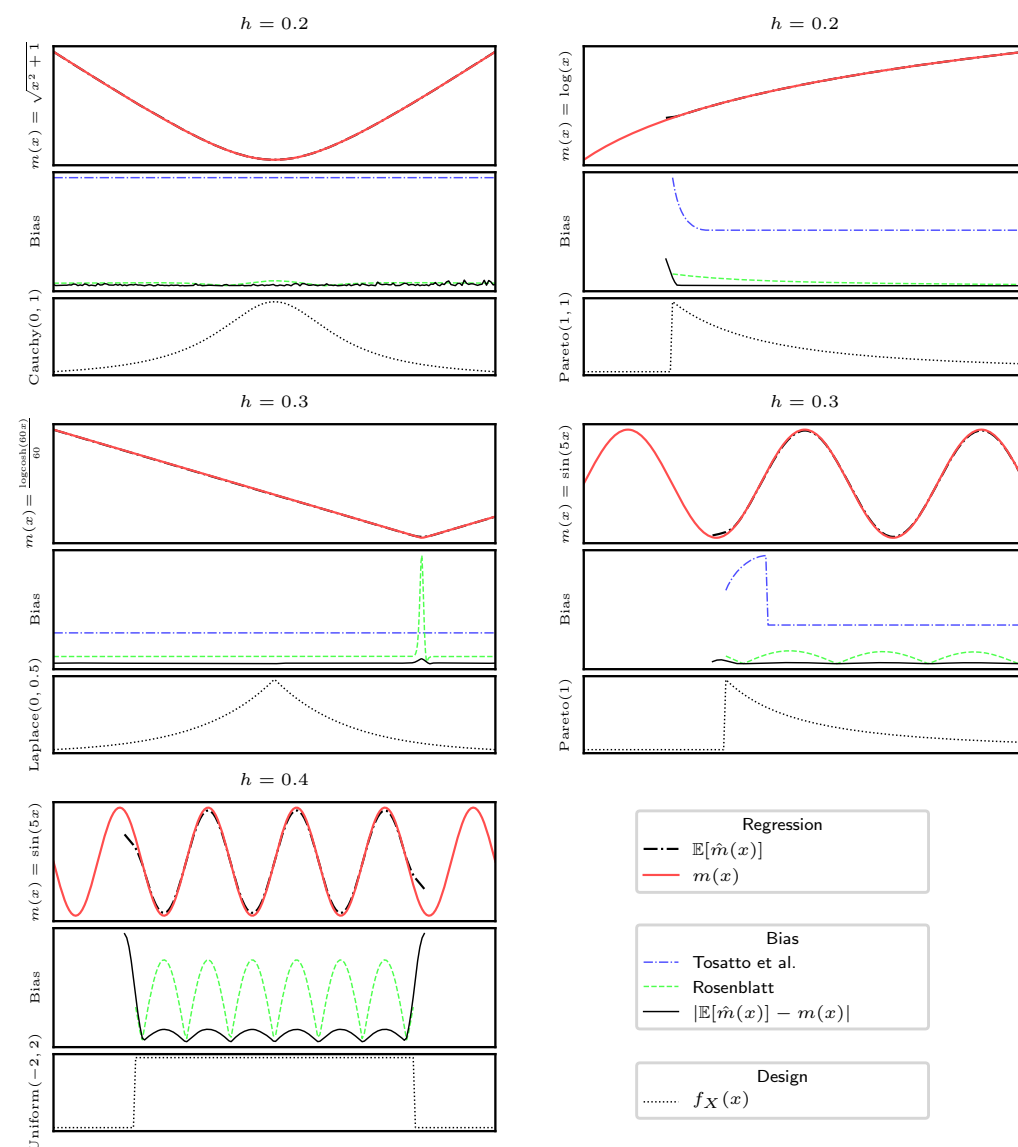 h = 0.2
m(x) = √(x² + 1)
Bias
Cauchy(0, 1)
h = 0.2
m(x) = log(x)
Bias
Pareto(1, 1)
h = 0.3
m(x) = logcosh(60x)/60
Bias
Laplace(0, 0.5)
h = 0.3
m(x) = sin(5x)
Bias
Pareto(1)
h = 0.4
m(x) = sin(5x)
Bias
Uniform(−2, 2)
Regression
𝔼[m̂(x)]
m(x)
Bias
Tosatto et al.
Rosenblatt
|𝔼[m̂(x)] − m(x)|
Design
f_X(x)